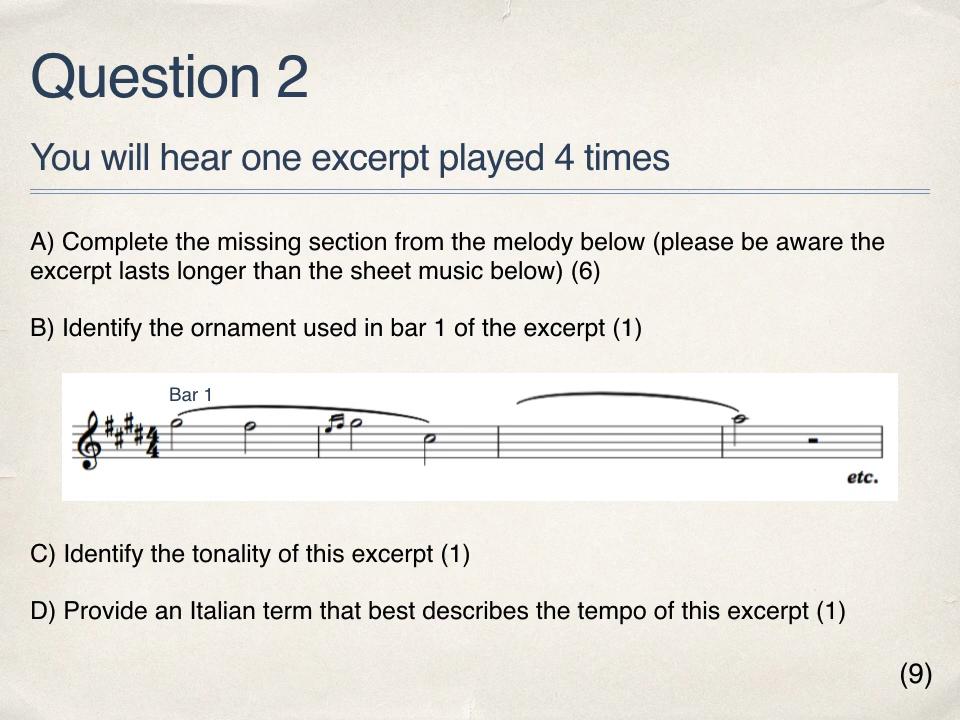 Question 2
You will hear one excerpt played 4 times
A) Complete the missing section from the melody below (please be aware the
excerpt lasts longer than the sheet music below) (6)
B) Identify the ornament used in bar 1 of the excerpt (1)
Bar 1
4
4
etc.
C) Identify the tonality of this excerpt (1)
D) Provide an Italian term that best describes the tempo of this excerpt (1)
(9)